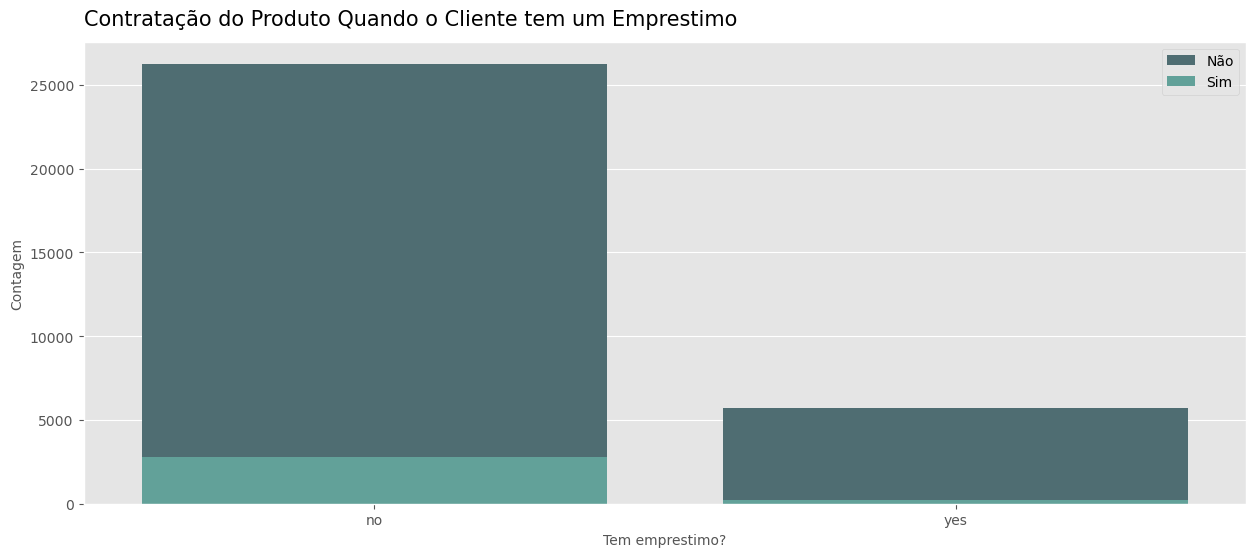 Contratação do Produto Quando o Cliente tem um Emprestimo
Não
Sim
25000
20000
15000
10000
5000
0
Contagem
no
yes
Tem emprestimo?